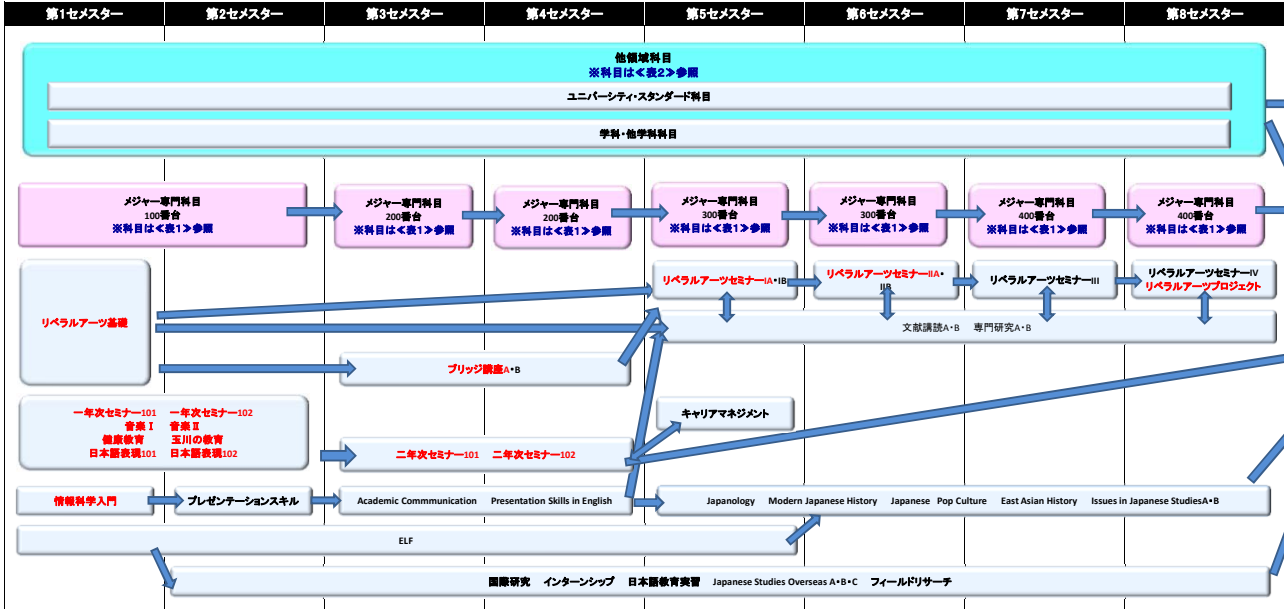 第1セメスター 第2セメスター 第3セメスター 第4セメスター 第5セメスター 第6セメスター 第7セメスター 第8セメスター
他領域科目
※科目は≪表2≫参照
ユニバーシティ・スタンダード科目
学科・他学科科目
メジャー専門科目
100番台
※科目は≪表1≫参照
メジャー専門科目
200番台
※科目は≪表1≫参照
メジャー専門科目
200番台
※科目は≪表1≫参照
メジャー専門科目
300番台
※科目は≪表1≫参照
メジャー専門科目
300番台
※科目は≪表1≫参照
メジャー専門科目
400番台
※科目は≪表1≫参照
メジャー専門科目
400番台
※科目は≪表1≫参照
リベラルアーツ基礎
リベラルアーツセミナーIA・IB
リベラルアーツセミナーIIA・
IIB
リベラルアーツセミナーIII
リベラルアーツセミナーIV
リベラルアーツプロジェクト
文献講読A・B 専門研究A・B
ブリッジ講座A・B
一年次セミナー101 一年次セミナー102
音楽Ⅰ 音楽Ⅱ
健康教育 玉川の教育
日本語表現101 日本語表現102
キャリアマネジメント
二年次セミナー101 二年次セミナー102
情報科学入門
プレゼンテーションスキル
Academic Commmunication Presentation Skills in English
Japanology Modern Japanese History Japanese Pop Culture East Asian History Issues in Japanese StudiesA・B
ELF
国際研究 インターンシップ 日本語教育実習 Japanese Studies Overseas A・B・C フィールドリサーチ